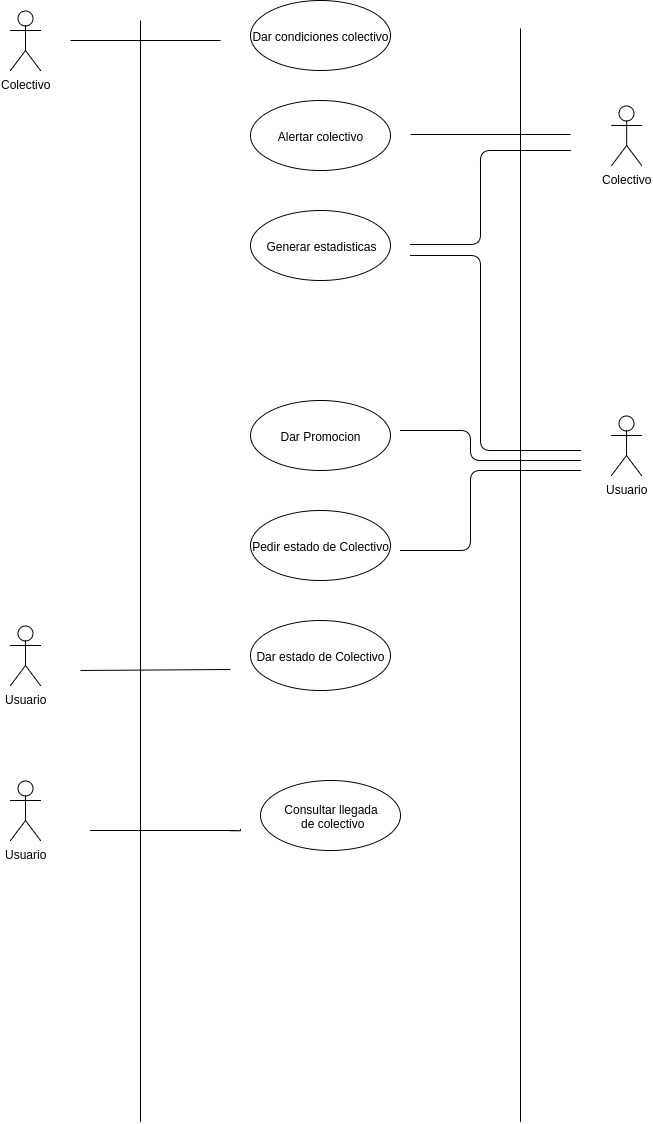 Dar condiciones colectivo
Colectivo
Alertar colectivo
Colectivo
Generar estadisticas
Dar Promocion
Usuario
Pedir estado de Colectivo
Dar estado de Colectivo
Usuario
Consultar llegada
de colectivo
Usuario